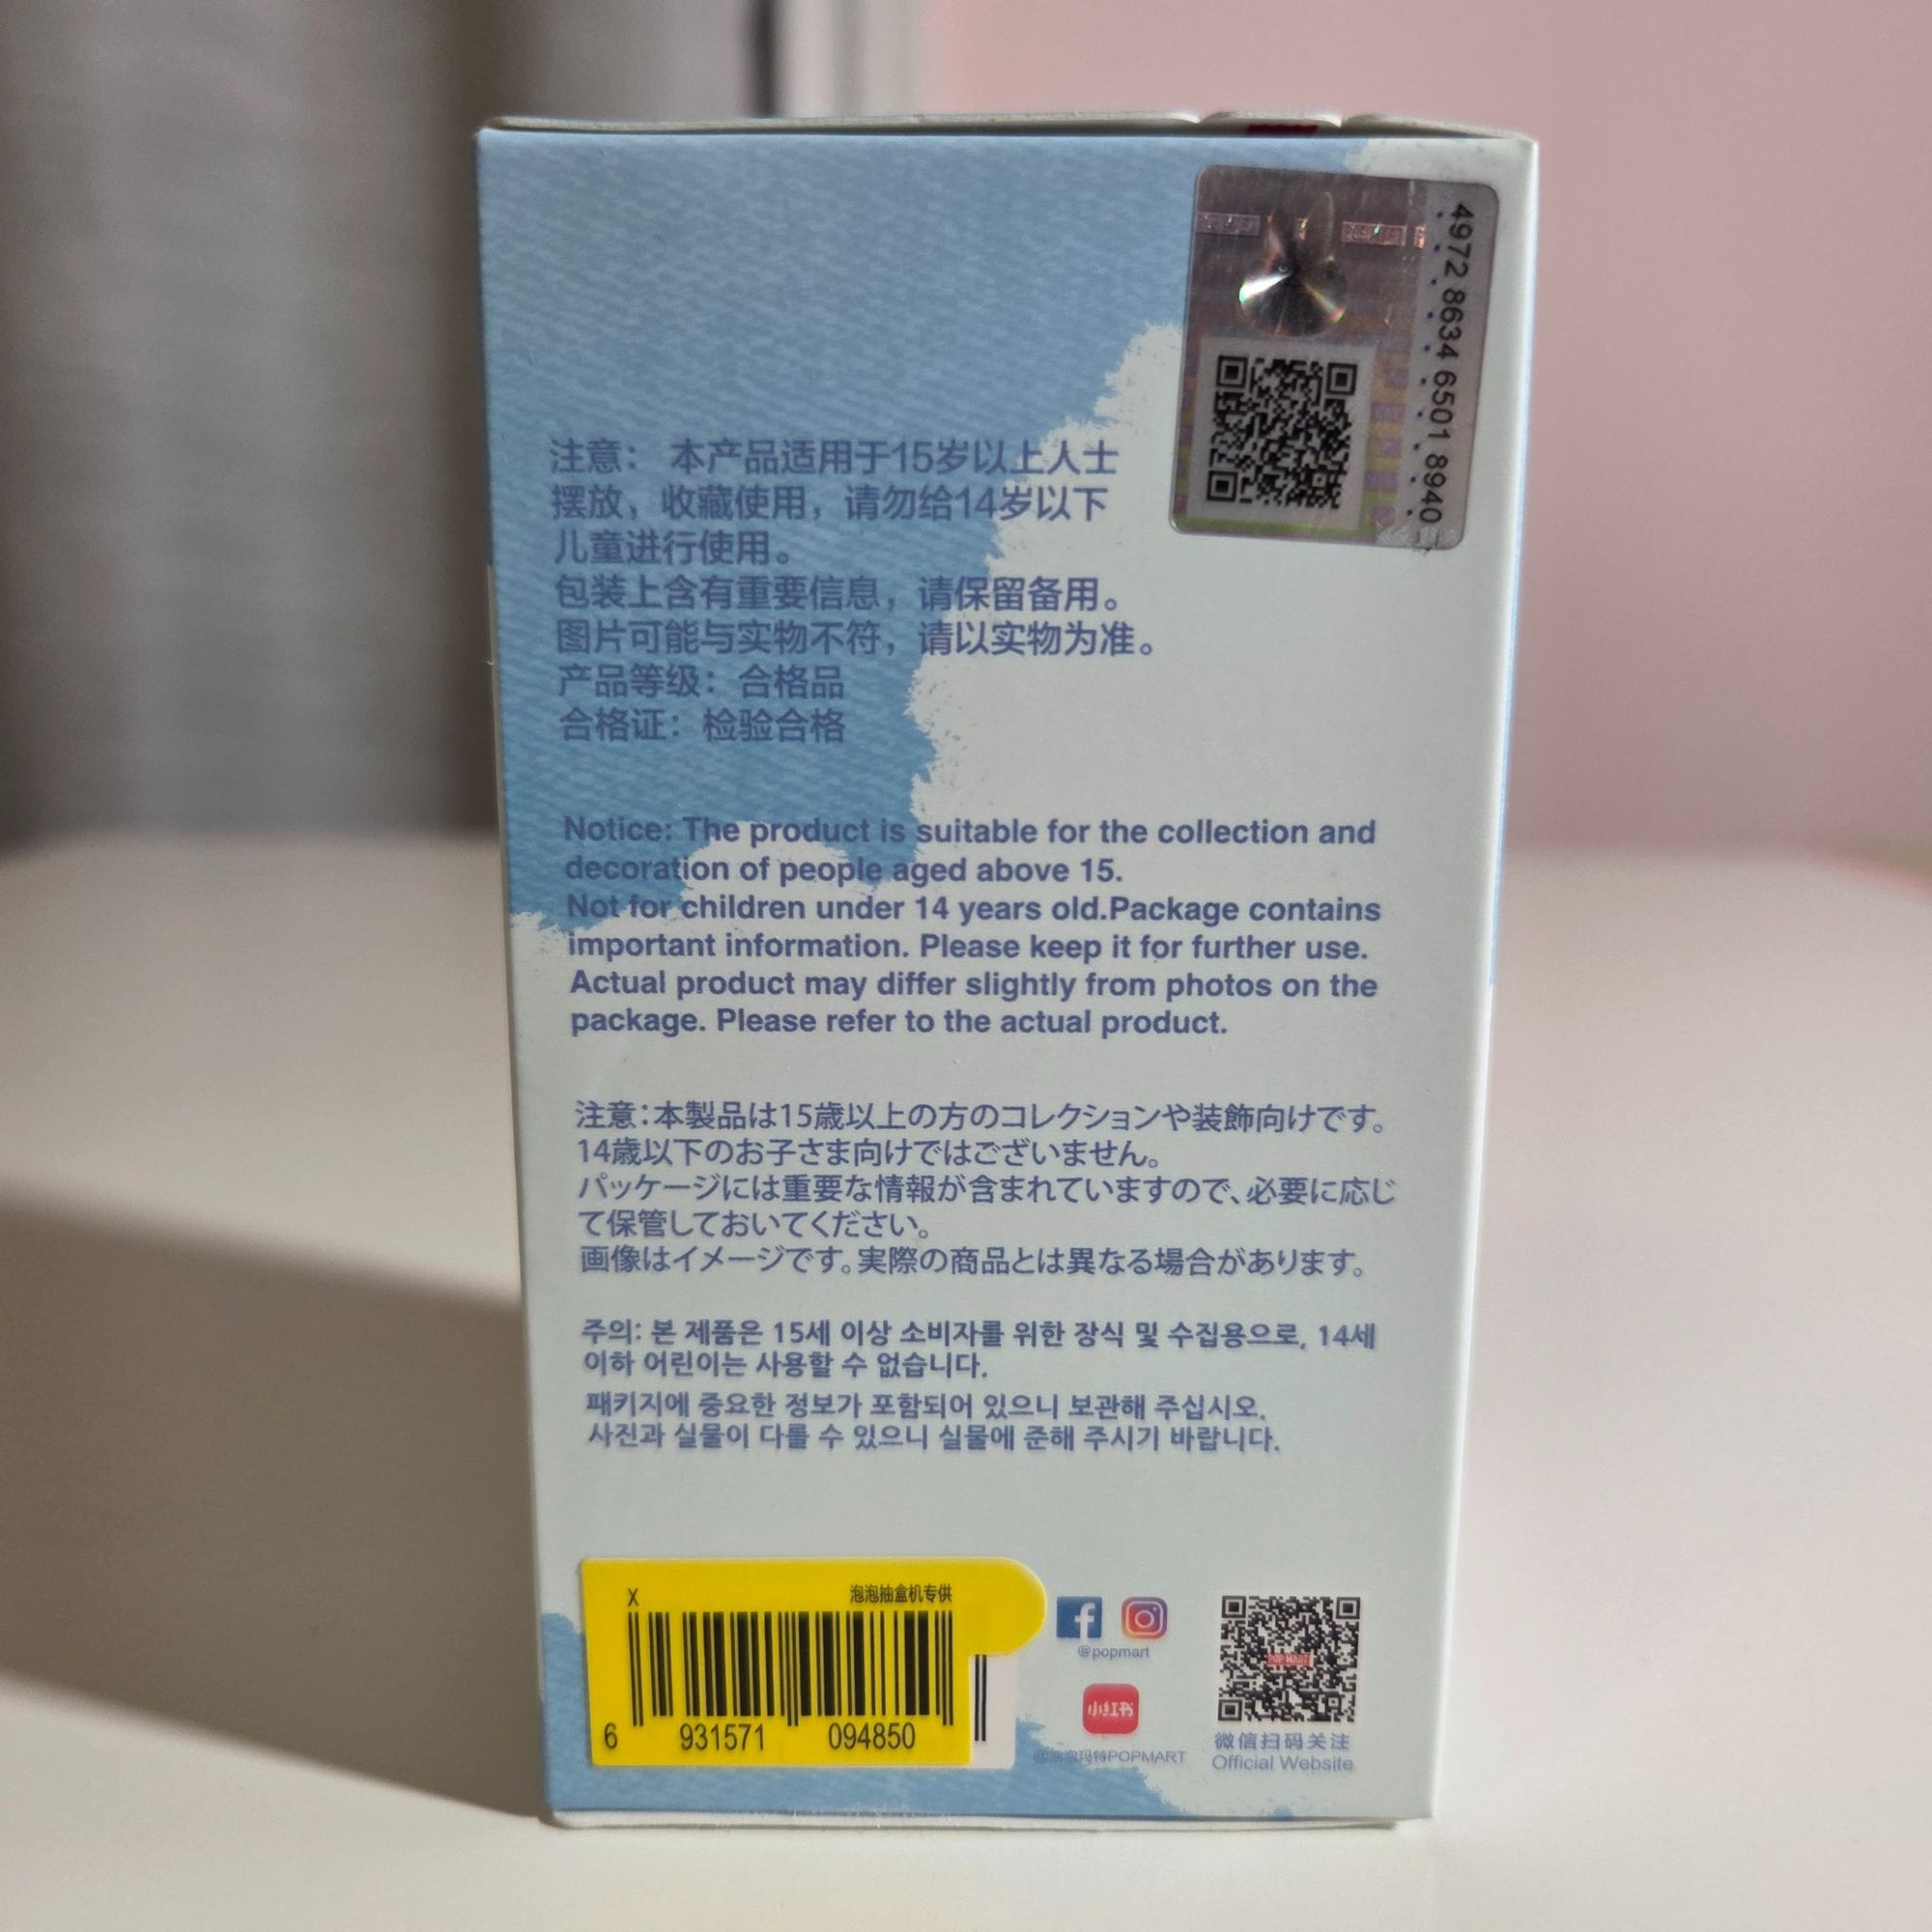 4972 8634 6501 8940
注意： 本产品适用于15岁以上人士
摆放，收藏使用，请勿给14岁以下
儿童进行使用。
包装上含有重要信息，请保留备用。
图片可能与实物不符，请以实物为准。
产品等级：合格品
合格证：检验合格
Notice: The product is suitable for the collection and
decoration of people aged above 15.
Not for children under 14 years old.Package contains
important information. Please keep it for further use.
Actual product may differ slightly from photos on the
package. Please refer to the actual product.
注意：本製品は15歳以上の方のコレクションや装飾向けです。
14歳以下のお子さま向けではございません。
パッケージには重要な情報が含まれていますので、必要に応じ
て保管しておいてください。
画像はイメージです。実際の商品とは異なる場合があります。
주의: 본 제품은 15세 이상 소비자를 위한 장식 및 수집용으로, 14세
이하 어린이는 사용할 수 없습니다.
패키지에 중요한 정보가 포함되어 있으니 보관해 주십시오.
사진과 실물이 다를 수 있으니 실물에 준해 주시기 바랍니다.
X 泡泡抽盒机专供
6 931571 094850
@popmart
小红书
@泡泡玛特POPMART
POP MART
微信扫码关注
Official Website